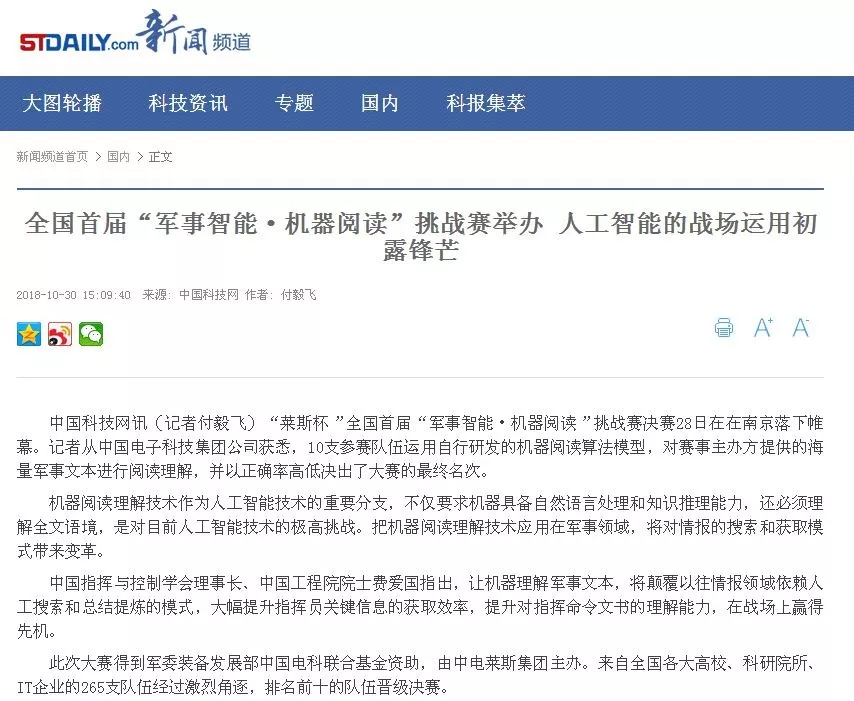 STDAILY.com 新闻 频道
大图轮播 科技资讯 专题 国内 科报集萃
新闻频道首页 > 国内 > 正文
全国首届“军事智能·机器阅读”挑战赛举办 人工智能的战场运用初
露锋芒
2018-10-30 15:09:40 来源: 中国科技网 作者: 付毅飞
A+ A-
中国科技网讯（记者付毅飞）“莱斯杯”全国首届“军事智能·机器阅读”挑战赛决赛28日在在南京落下帷
幕。记者从中国电子科技集团公司获悉，10支参赛队伍运用自行研发的机器阅读算法模型，对赛事主办方提供的海
量军事文本进行阅读理解，并以正确率高低决出了大赛的最终名次。
机器阅读理解技术作为人工智能技术的重要分支，不仅要求机器具备自然语言处理和知识推理能力，还必须理
解全文语境，是对目前人工智能技术的极高挑战。把机器阅读理解技术应用在军事领域，将对情报的搜索和获取模
式带来变革。
中国指挥与控制学会理事长、中国工程院院士费爱国指出，让机器理解军事文本，将颠覆以往情报领域依赖人
工搜索和总结提炼的模式，大幅提升指挥员关键信息的获取效率，提升对指挥命令文书的理解能力，在战场上赢得
先机。
此次大赛得到军委装备发展部中国电科联合基金资助，由中电莱斯集团主办。来自全国各大高校、科研院所、
IT企业的265支队伍经过激烈角逐，排名前十的队伍晋级决赛。